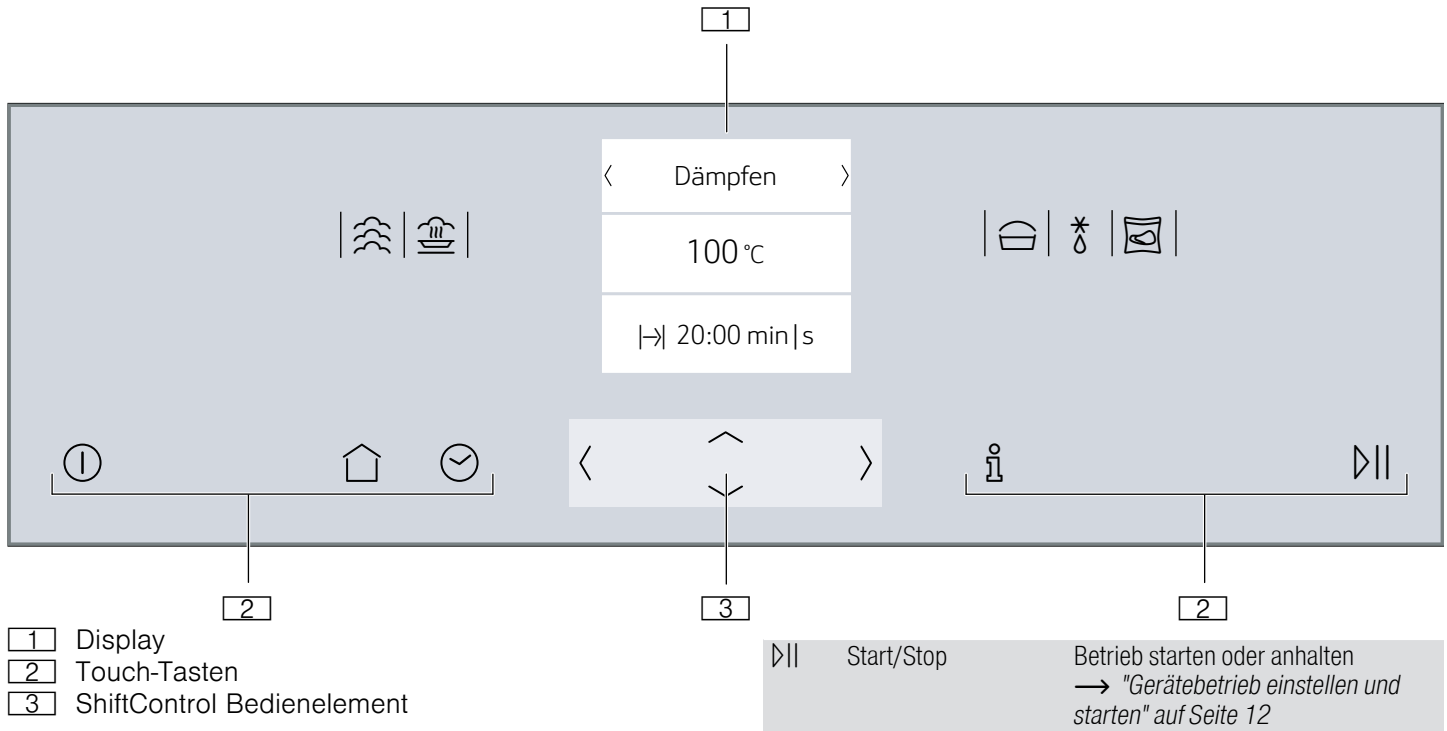 1
〈 Dämpfen 〉
100 °C
|→| 20:00 min|s
2
3
2
1 Display
2 Touch-Tasten
3 ShiftControl Bedienelement
Start/Stop Betrieb starten oder anhalten
→ "Gerätebetrieb einstellen und
starten" auf Seite 12